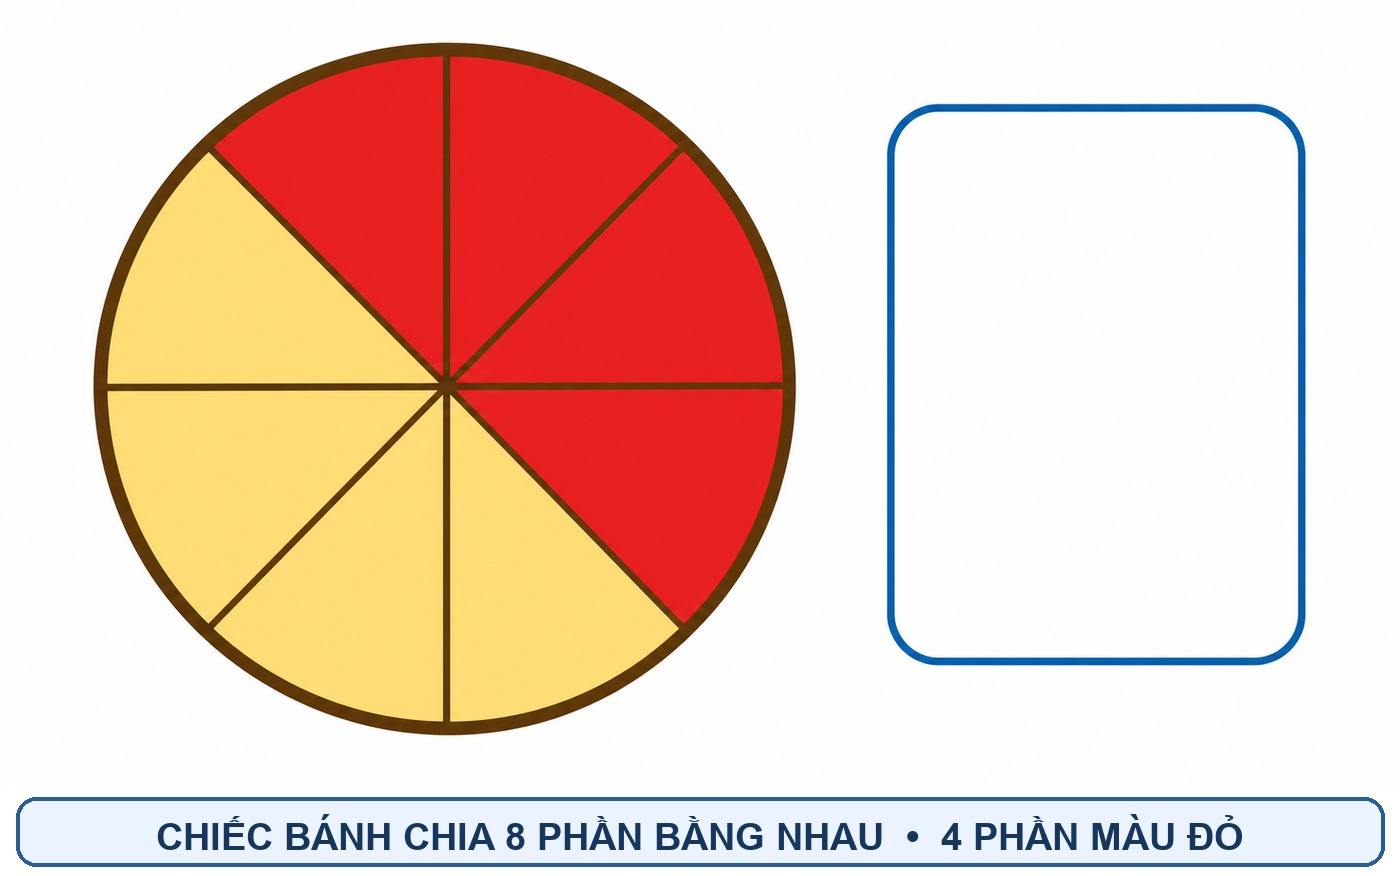 CHIẾC BÁNH CHIA 8 PHẦN BẰNG NHAU • 4 PHẦN MÀU ĐỎ